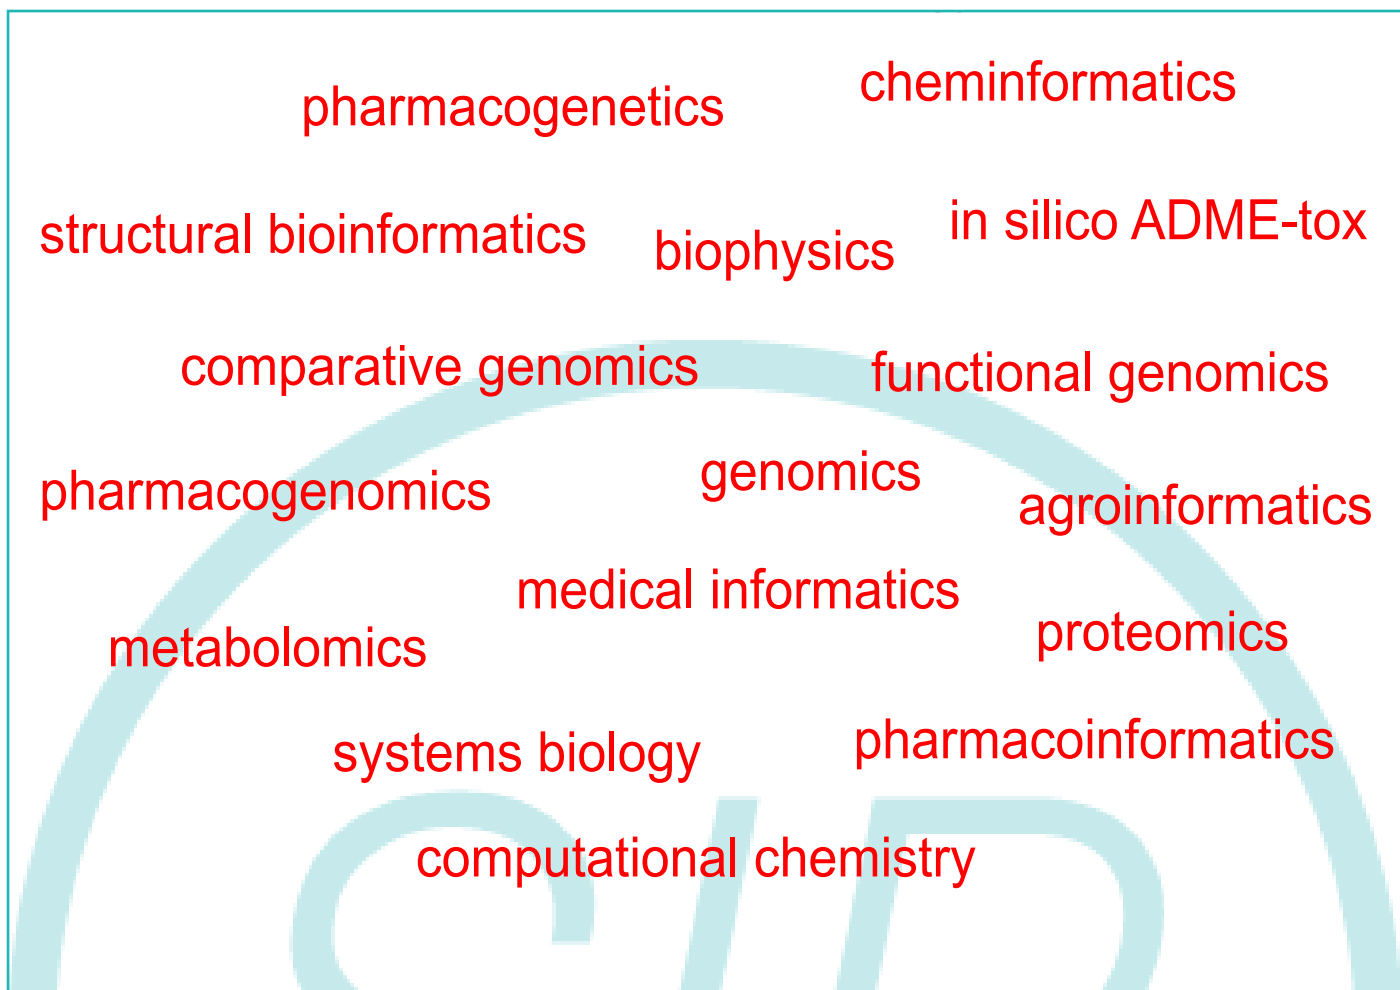 cheminformatics
pharmacogenetics
structural bioinformatics
biophysics
in silico ADME-tox
comparative genomics
functional genomics
pharmacogenomics
genomics
agroinformatics
medical informatics
metabolomics
proteomics
systems biology
pharmacoinformatics
computational chemistry